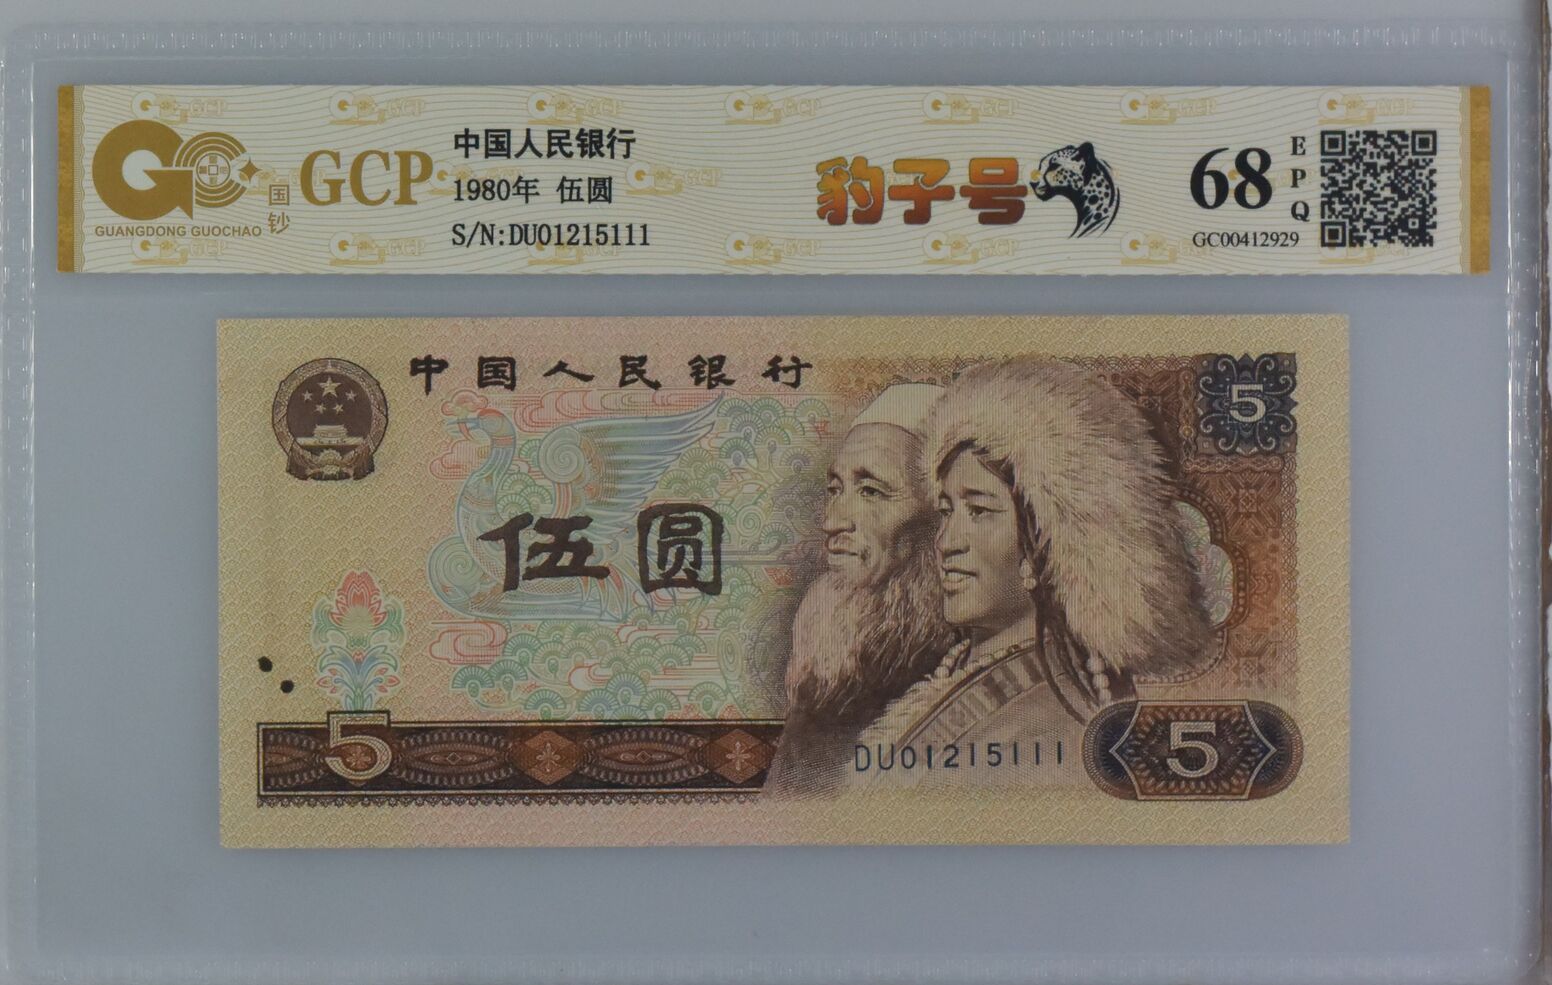 GCP
国钞
GUANGDONG GUOCHAO
中国人民银行
1980年 伍圆
S/N:DU01215111
豹子号
68
EPQ
GC00412929
中国人民银行
5
伍圆
5
DU01215111
5